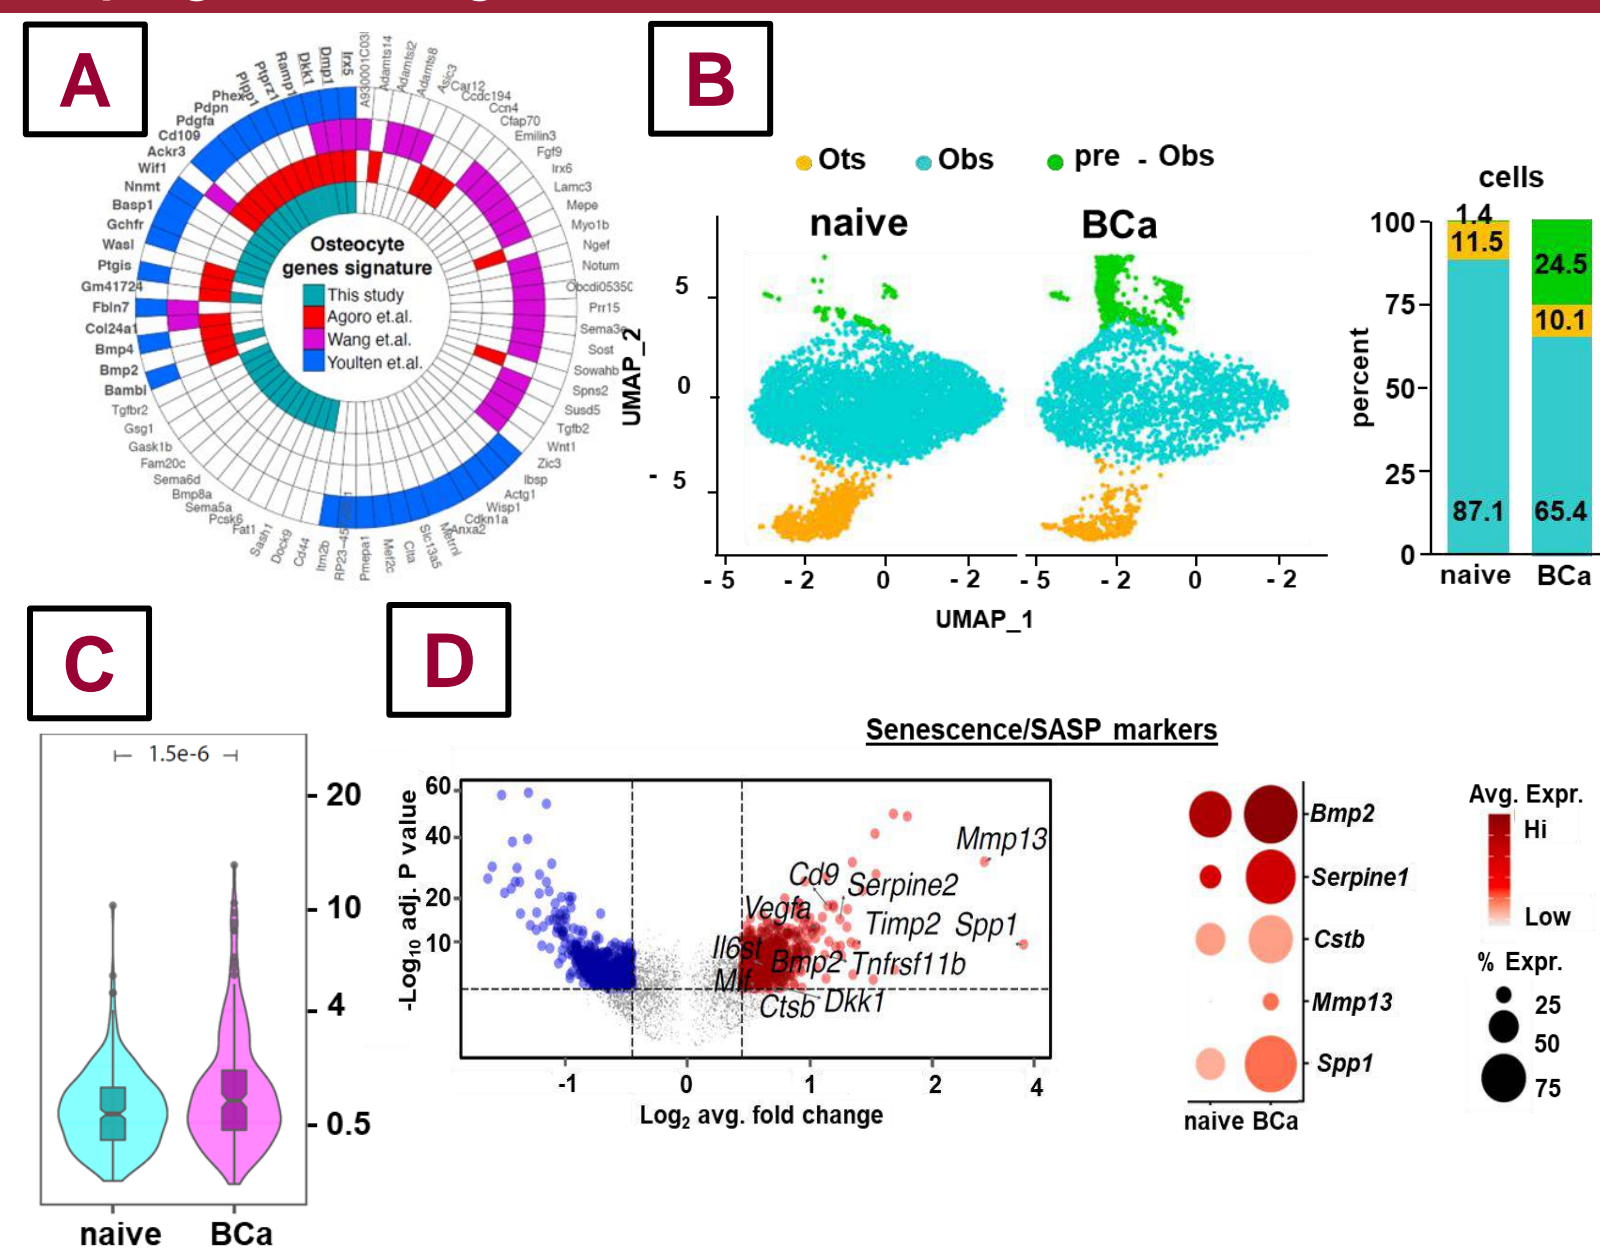 A
B
Irx5
Dmp1
Dkk1
Ramp1
Ptprz1
Plpp1
Phex
Pdpn
Pdgfa
Cd109
Ackr3
Wif1
Nnmt
Basp1
Gchfr
Wasl
Ptgis
Gm41724
Fbln7
Col24a1
Bmp4
Bmp2
BambI
Tgfbr2
Gsg1
Gask1b
Fam20c
Sema6d
Bmp8a
Sema5a
Pcsk6
Fat1
Sash1
Dock9
Cd44
Itm2b
Pmepa1
Mef2c
Clta
Slc13a5
Metrnl
Anxa2
Cdkn1a
Wisp1
Actg1
Ibsp
Zic3
Wnt1
Tgfb2
Susd5
Spns2
Sowahb
Sost
Prr15
Notum
Ngef
Myo1b
Mepe
Lamc3
Irx6
Fgf9
Emilin3
Cfap70
Ccn4
Ccdc194
Car12
Asic3
Adamts8
Adamtsl2
Adamts14
Osteocyte
genes signature
This study
Agoro et.al.
Wang et.al.
Youlten et.al.
Ots
Obs
pre - Obs
naive
BCa
UMAP_2
5
0
- 5
- 5
- 2
0
- 2
- 5
- 2
0
- 2
UMAP_1
cells
percent
100
75
50
25
0
1.4
11.5
87.1
24.5
10.1
65.4
naive
BCa
C
D
1.5e-6
20
10
4
0.5
naive
BCa
Senescence/SASP markers
-Log10 adj. P value
60
40
20
10
Mmp13
Cd9
Serpine2
Vegfa
Timp2
Spp1
Il6st
Bmp2
Tnfrsf11b
Mif
Ctsb
Dkk1
-1
0
1
2
4
Log2 avg. fold change
Bmp2
Serpine1
Cstb
Mmp13
Spp1
naive BCa
Avg. Expr.
Hi
Low
% Expr.
25
50
75